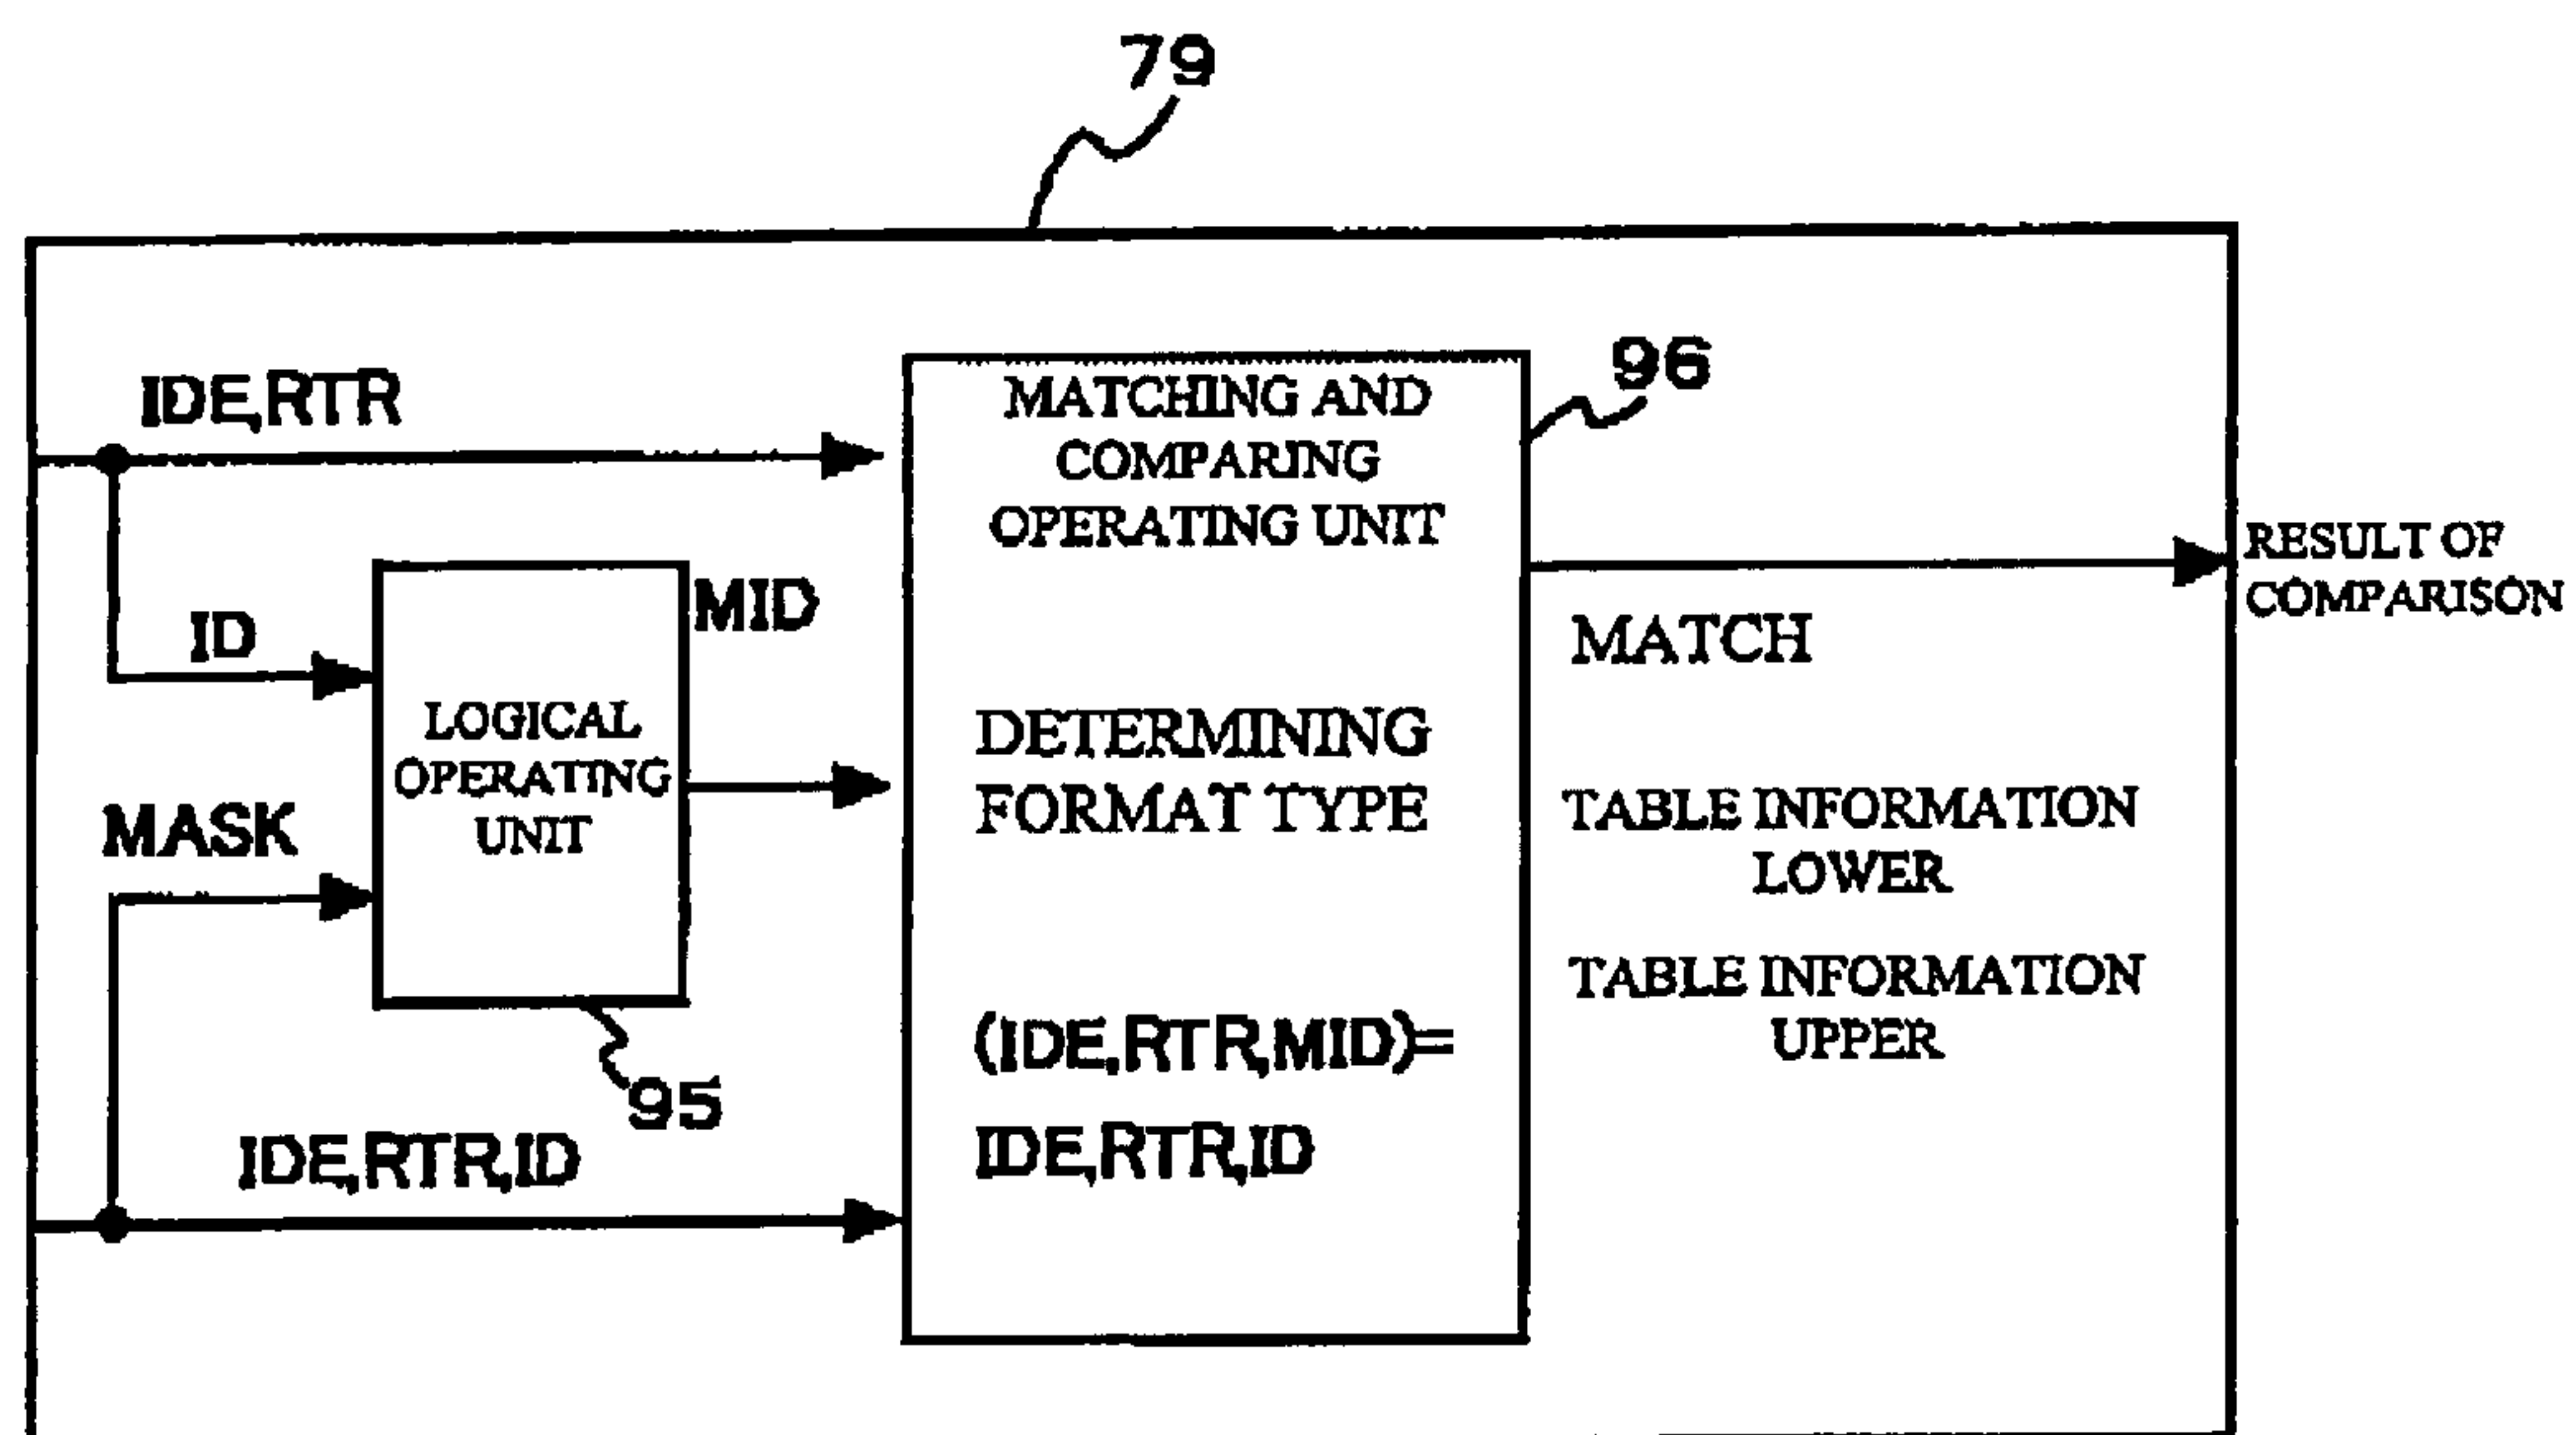 79
IDE,RTR
MATCHING AND
COMPARING
OPERATING UNIT
96
RESULT OF
COMPARISON
ID
MID
MATCH
LOGICAL
OPERATING
UNIT
MASK
DETERMINING
FORMAT TYPE
TABLE INFORMATION
LOWER
TABLE INFORMATION
UPPER
(IDE,RTR,MID)=
IDE,RTR,ID
95
IDE,RTR,ID